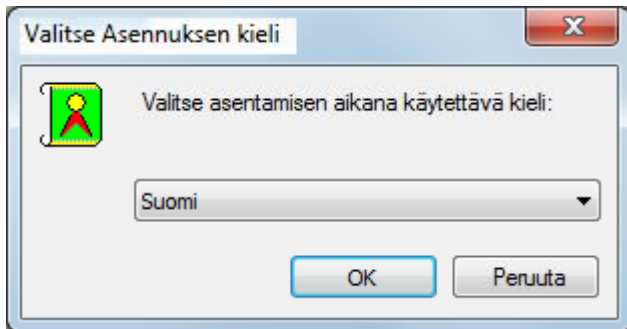 Valitse Asennuksen kieli
Valitse asentamisen aikana käytettävä kieli:
Suomi
OK
Peruuta